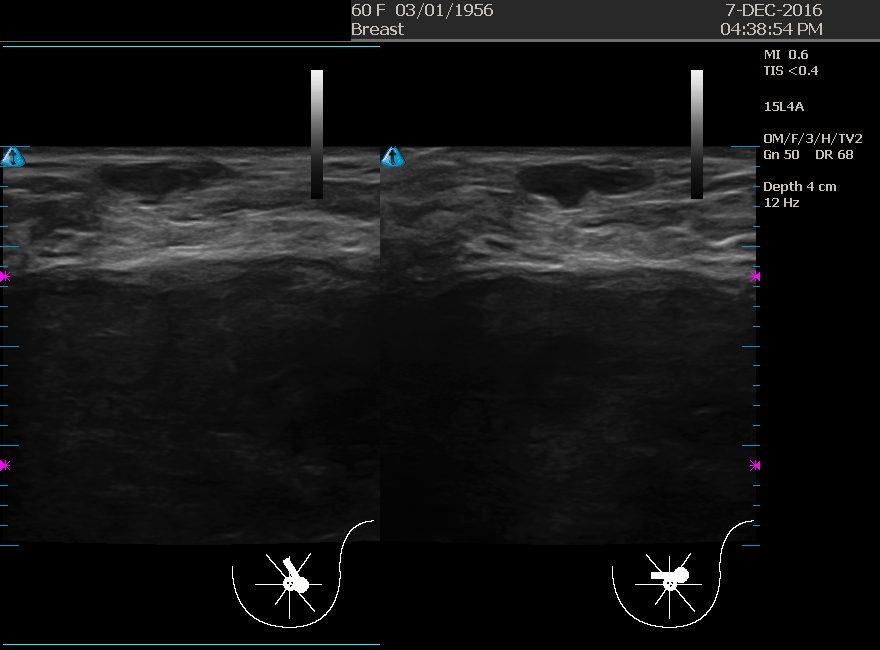 60 F 03/01/1956 7-DEC-2016
Breast 04:38:54 PM
MI 0.6
TIS <0.4
15L4A
OM/F/3/H/TV2
Gn 50 DR 68
Depth 4 cm
12 Hz